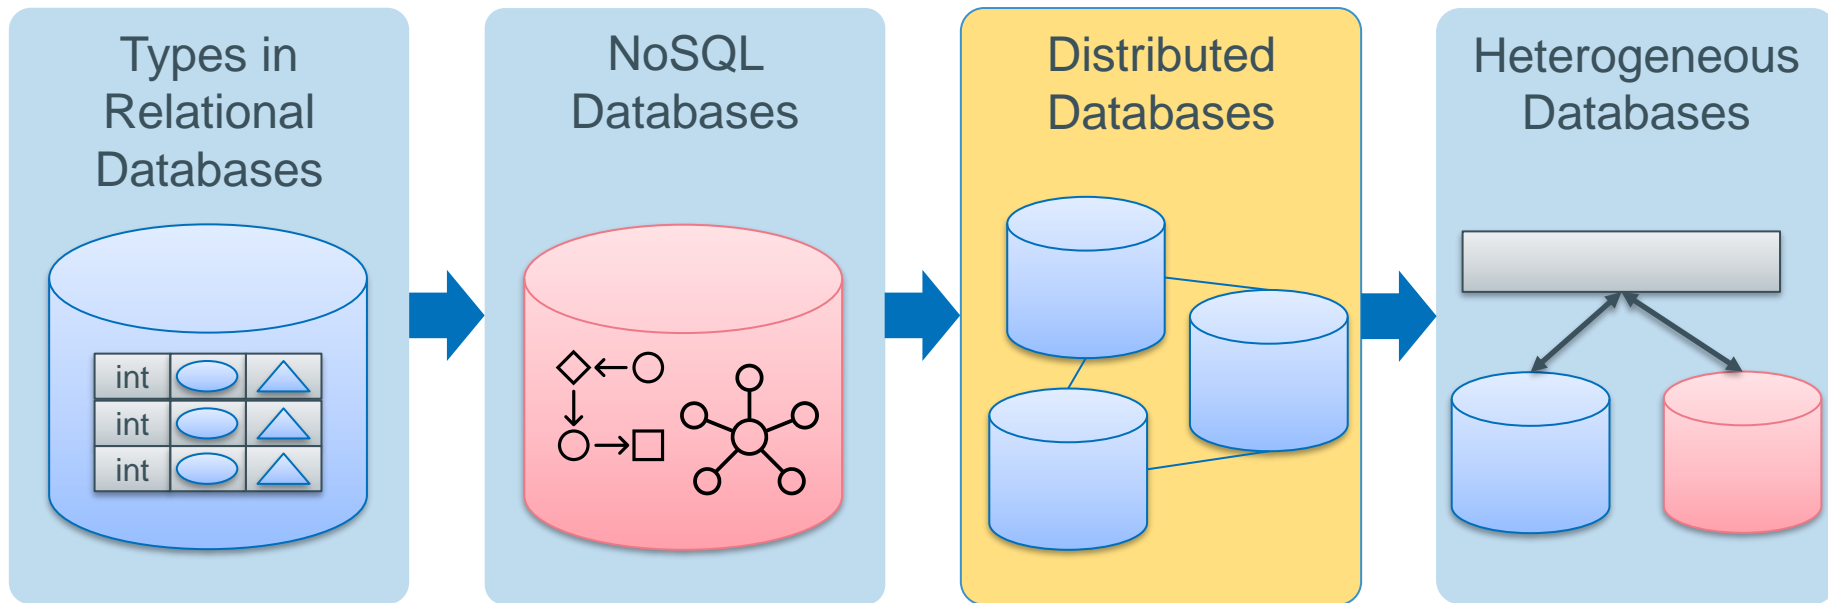 Types in
Relational
Databases
int
int
int
NoSQL
Databases
Distributed
Databases
Heterogeneous
Databases